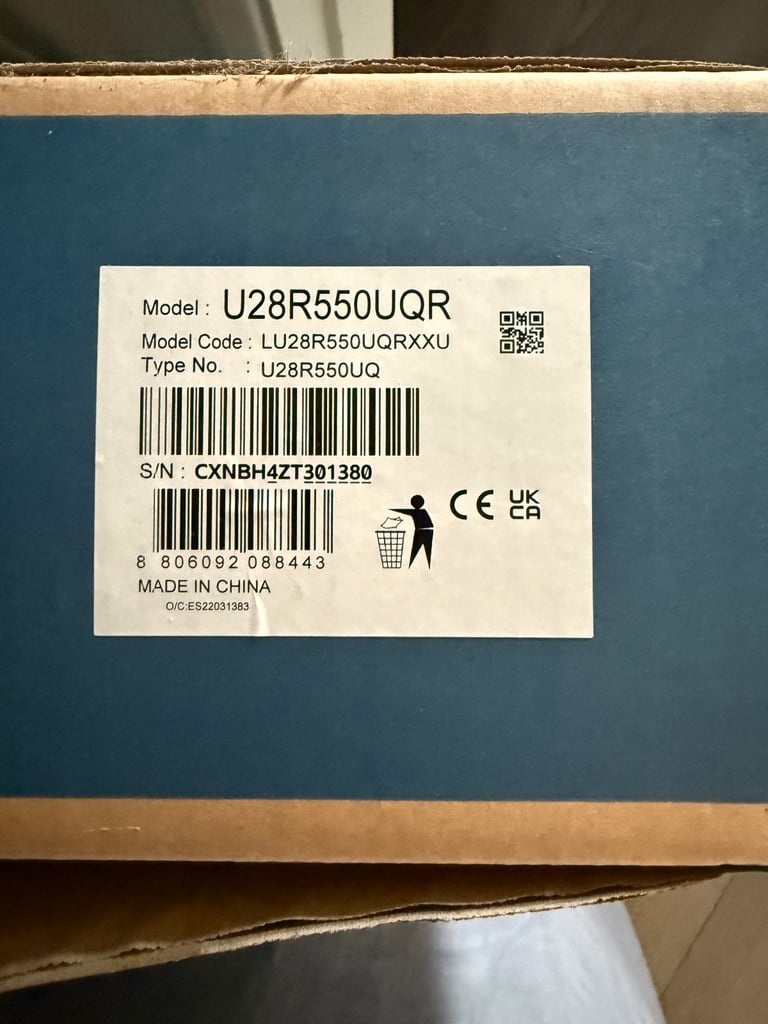 Model : U28R550UQR
Model Code : LU28R550UQRXXU
Type No. : U28R550UQ
S/N : CXNBH4ZT301380
CE UK CA
8 806092 088443
MADE IN CHINA
O/C:ES22031383